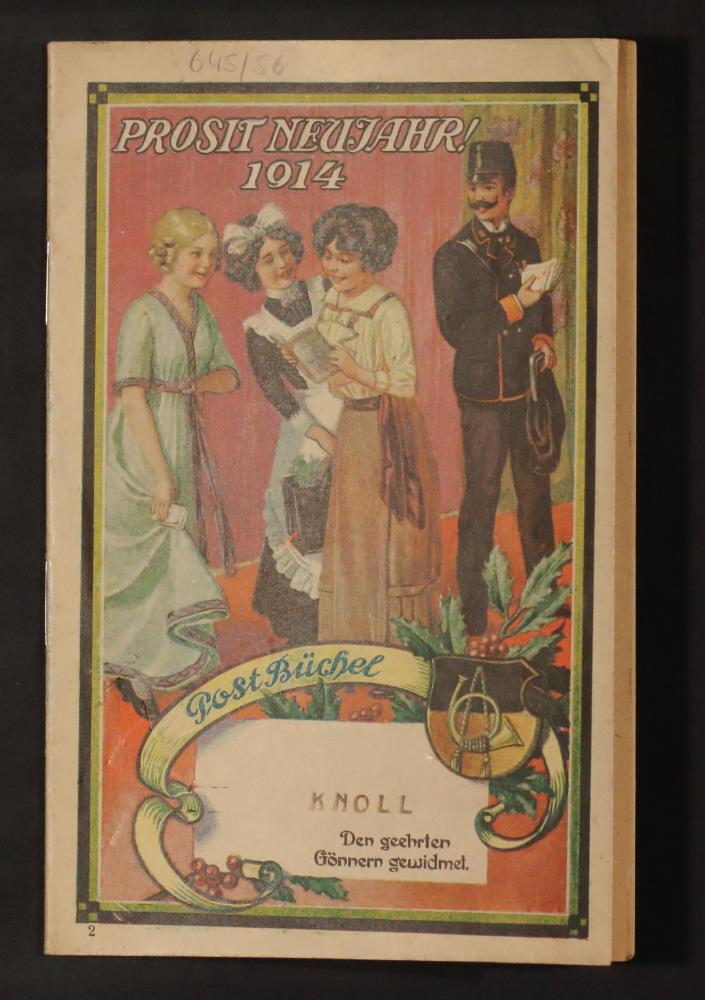 645/56
PROSIT NEUJAHR!
1914
Post Büchel
KNOLL
Den geehrten
Gönnern gewidmet.
2